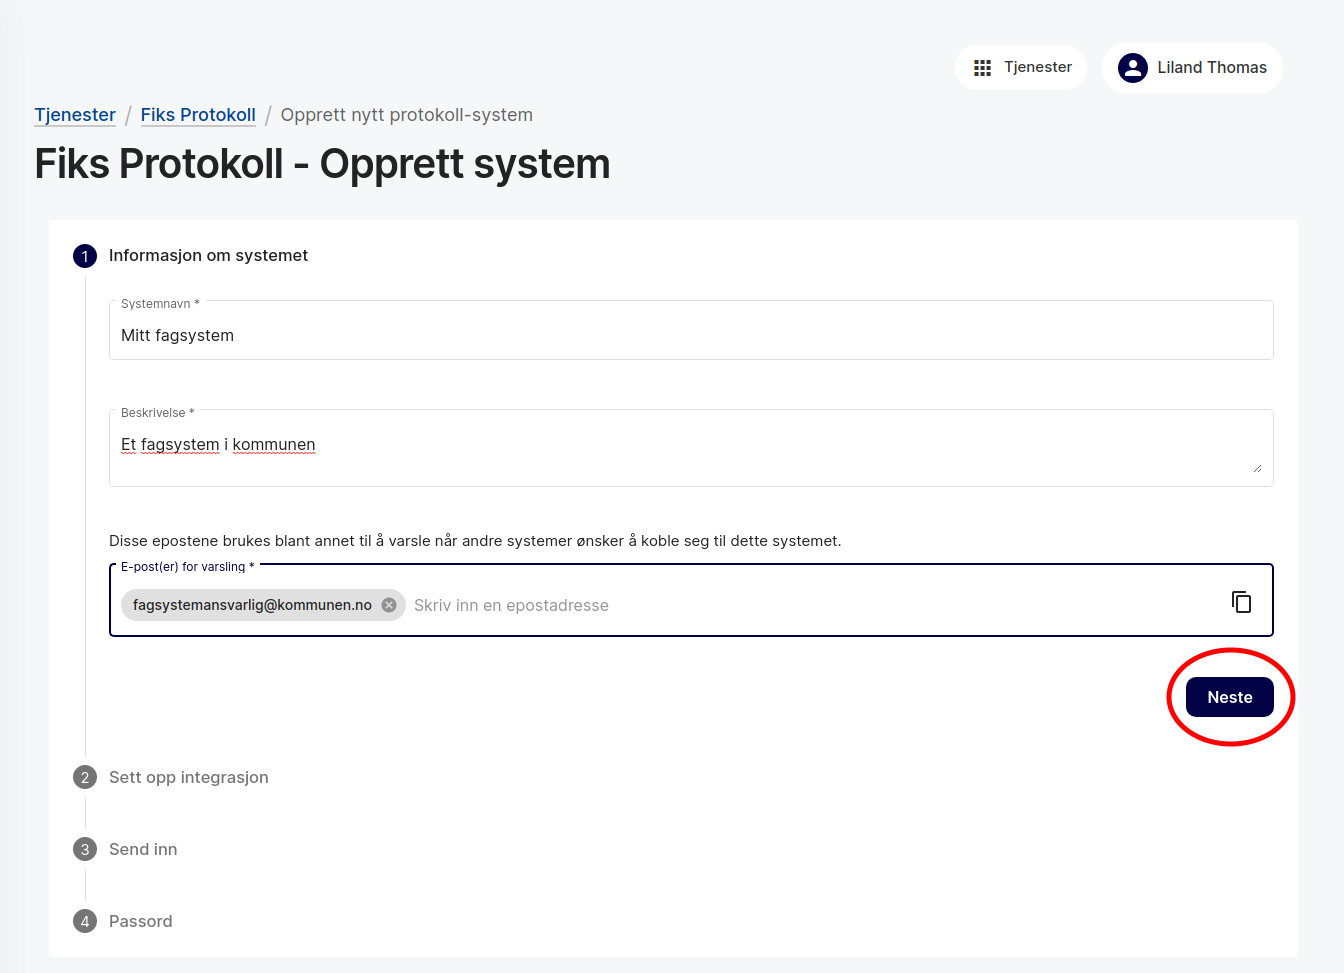 Tjenester
Liland Thomas
Tjenester / Fiks Protokoll / Opprett nytt protokoll-system
Fiks Protokoll - Opprett system
1 Informasjon om systemet
Systemnavn *
Mitt fagsystem
Beskrivelse *
Et fagsystem i kommunen
Disse epostene brukes blant annet til å varsle når andre systemer ønsker å koble seg til dette systemet.
E-post(er) for varsling *
fagsystemansvarlig@kommunen.no Skriv inn en epostadresse
Neste
2 Sett opp integrasjon
3 Send inn
4 Passord